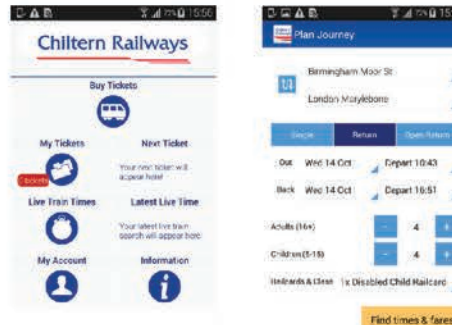 15:56
Chiltern Railways
Buy Tickets
My Tickets
Next Ticket
Your next ticket will
appear here
Live Train Times
Latest Live Time
Your latest live train
search will appear here
My Account
Information
i
Plan Journey
Birmingham Moor St
London Marylebone
Single Return Open Return
Out Wed 14 Oct Depart 10:43
Back Wed 14 Oct Depart 16:51
Adults (16+) - 4 +
Children (5-15) - 4 +
Railcards & Class 1x Disabled Child Railcard
Find times & fares